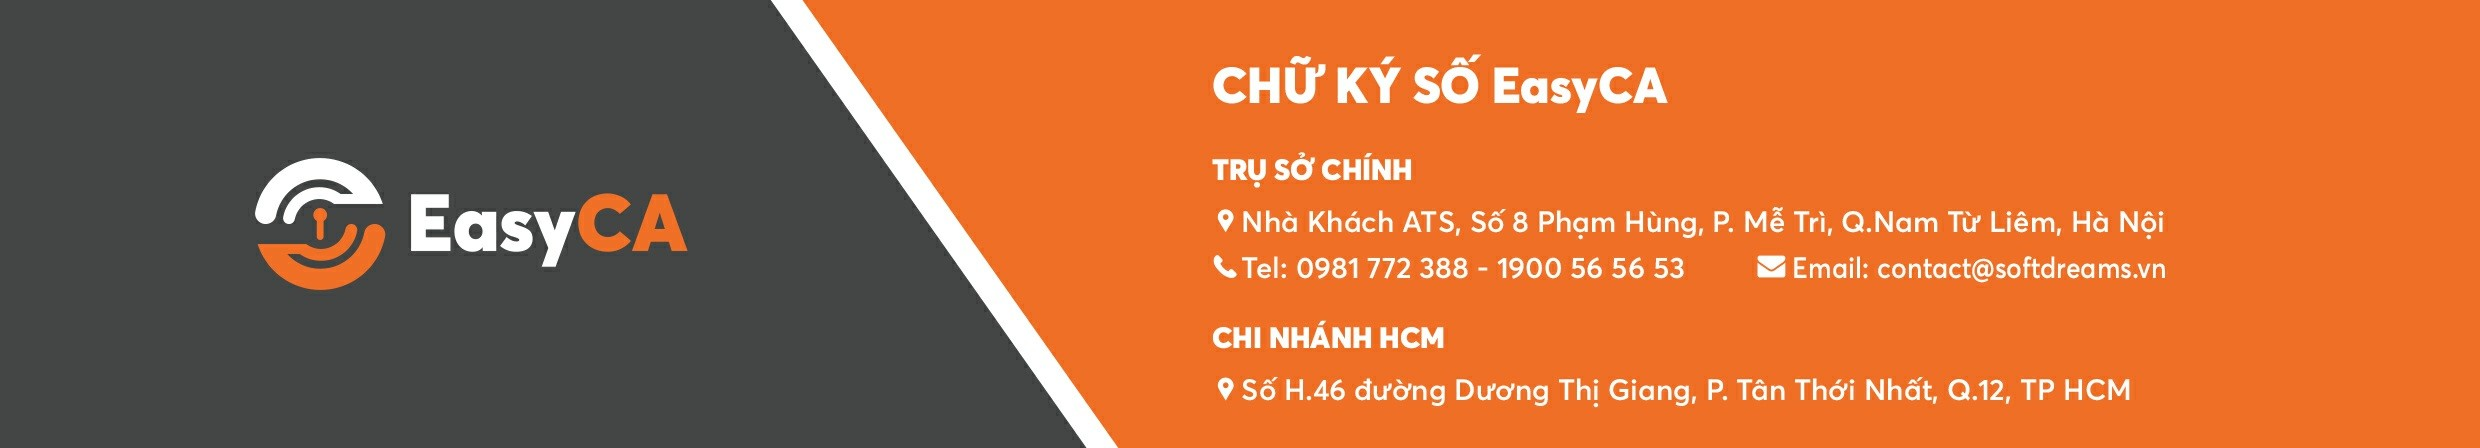 EasyCA
CHỮ KÝ SỐ EasyCA
TRỤ SỞ CHÍNH
Nhà Khách ATS, Số 8 Phạm Hùng, P. Mễ Trì, Q.Nam Từ Liêm, Hà Nội
Tel: 0981 772 388 - 1900 56 56 53 Email: contact@softdreams.vn
CHI NHÁNH HCM
Số H.46 đường Dương Thị Giang, P. Tân Thới Nhất, Q.12, TP HCM